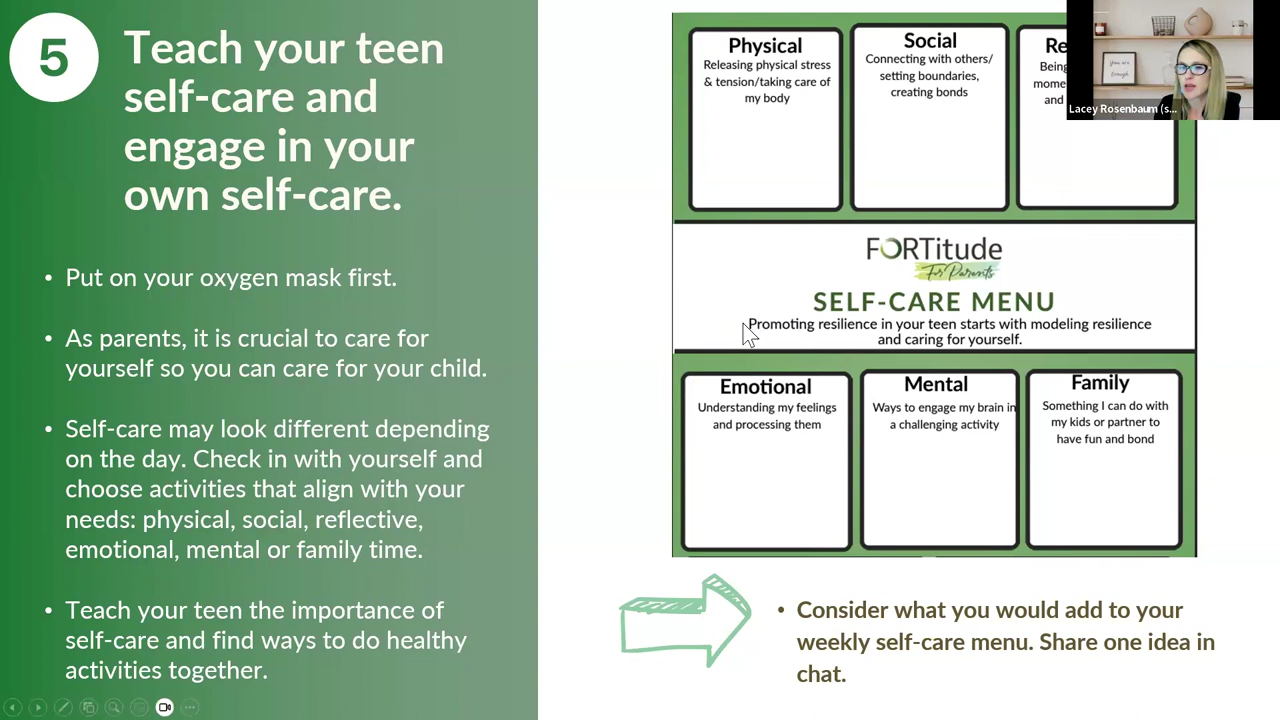 5
Teach your teen
self-care and
engage in your
own self-care.
• Put on your oxygen mask first.
• As parents, it is crucial to care for
yourself so you can care for your child.
• Self-care may look different depending
on the day. Check in with yourself and
choose activities that align with your
needs: physical, social, reflective,
emotional, mental or family time.
• Teach your teen the importance of
self-care and find ways to do healthy
activities together.
Physical
Releasing physical stress
& tension/taking care of
my body
Social
Connecting with others/
setting boundaries,
creating bonds
Re
Being
mome
and
You are
enough
Lacey Rosenbaum (s...
FORTitude
For Parents
SELF-CARE MENU
Promoting resilience in your teen starts with modeling resilience
and caring for yourself.
Emotional
Understanding my feelings
and processing them
Mental
Ways to engage my brain in
a challenging activity
Family
Something I can do with
my kids or partner to
have fun and bond
• Consider what you would add to your
weekly self-care menu. Share one idea in
chat.